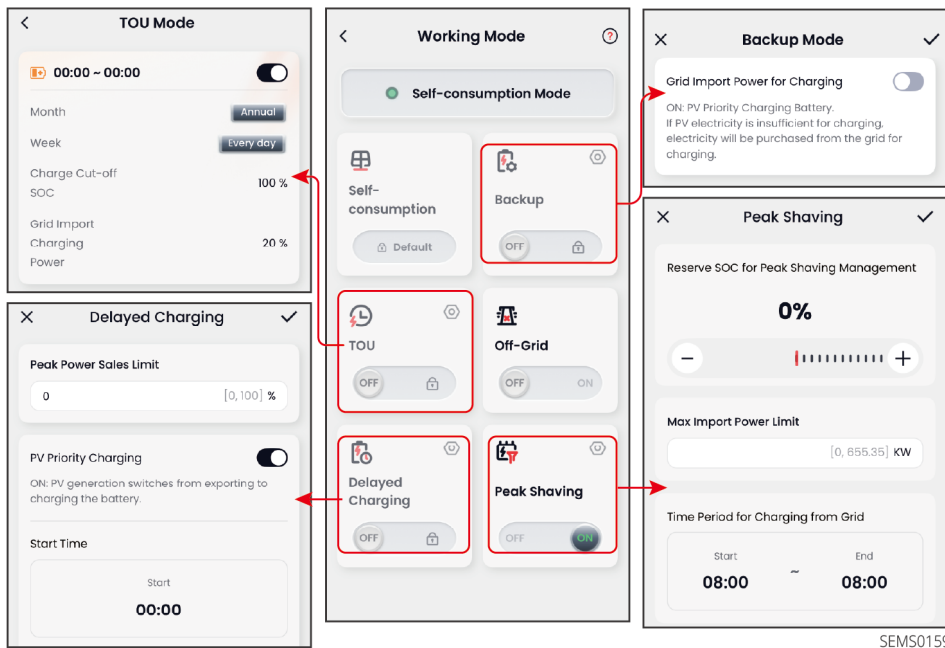 TOU Mode
00:00 ~ 00:00
Month
Annual
Week
Every day
Charge Cut-off
SOC
100 %
Grid Import
Charging
Power
20 %
Delayed Charging
Peak Power Sales Limit
0
[0, 100] %
PV Priority Charging
ON: PV generation switches from exporting to
charging the battery.
Start Time
Start
00:00
Working Mode
?
Self-consumption Mode
Self-
consumption
Default
Backup
OFF
TOU
OFF
Off-Grid
OFF
ON
Delayed
Charging
OFF
Peak Shaving
OFF
ON
Backup Mode
Grid Import Power for Charging
ON: PV Priority Charging Battery.
If PV electricity is insufficient for charging,
electricity will be purchased from the grid for
charging.
Peak Shaving
Reserve SOC for Peak Shaving Management
0%
Max Import Power Limit
[0, 655.35] KW
Time Period for Charging from Grid
Start
End
08:00
~
08:00
SEMS0159